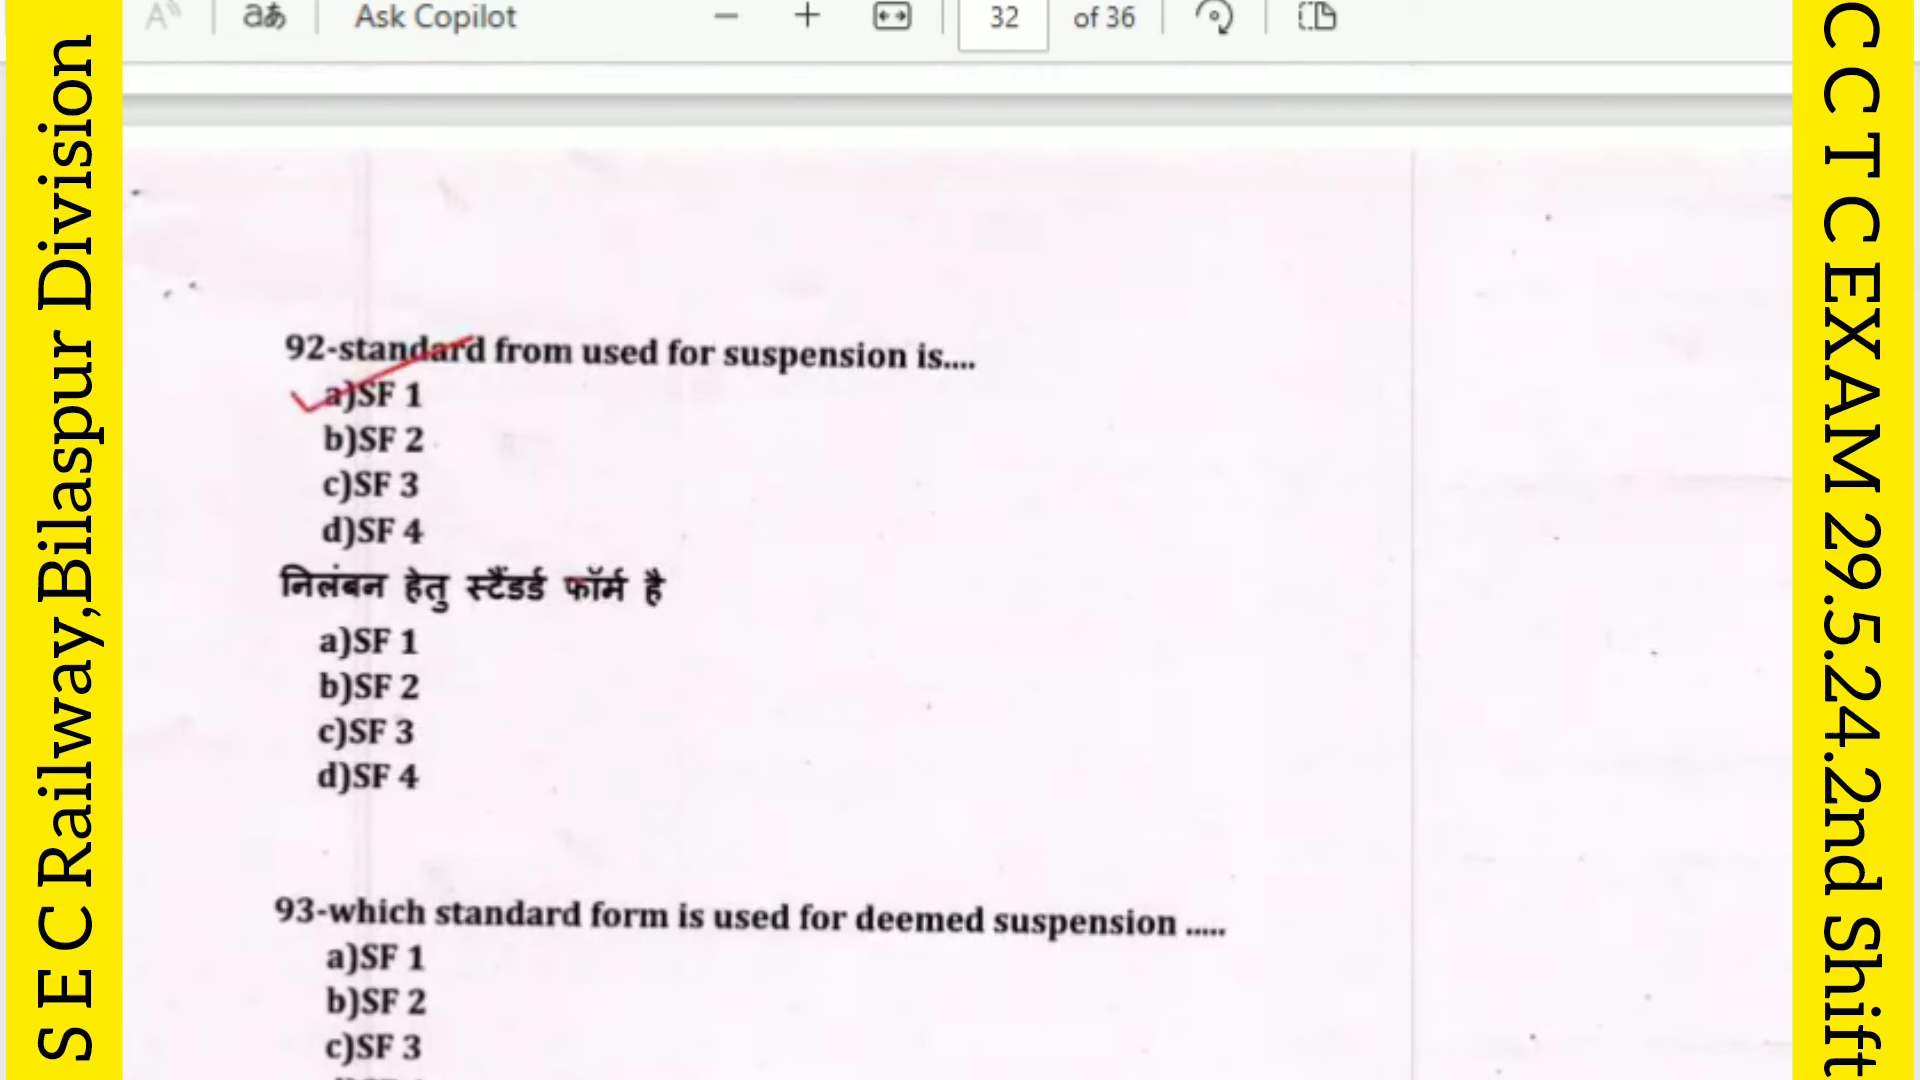 Ask Copilot
32
of 36
S E C Railway,Bilaspur Division
92-standard from used for suspension is....
a)SF 1
b)SF 2
c)SF 3
d)SF 4
निलंबन हेतु स्टैंडर्ड फॉर्म है
a)SF 1
b)SF 2
c)SF 3
d)SF 4
93-which standard form is used for deemed suspension .....
a)SF 1
b)SF 2
c)SF 3
C C T C EXAM 29.5.24.2nd Shift